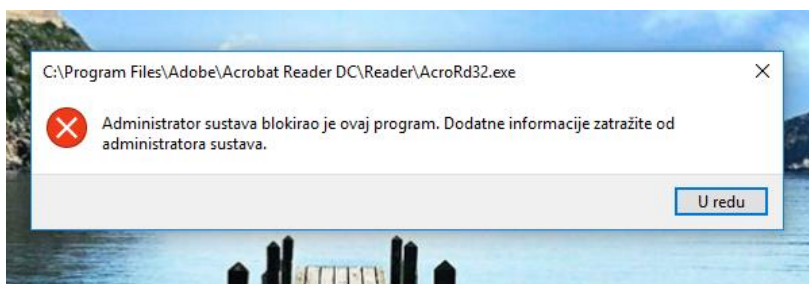 C:\Program Files\Adobe\Acrobat Reader DC\Reader\AcroRd32.exe
Administrator sustava blokirao je ovaj program. Dodatne informacije zatražite od
administratora sustava.
U redu